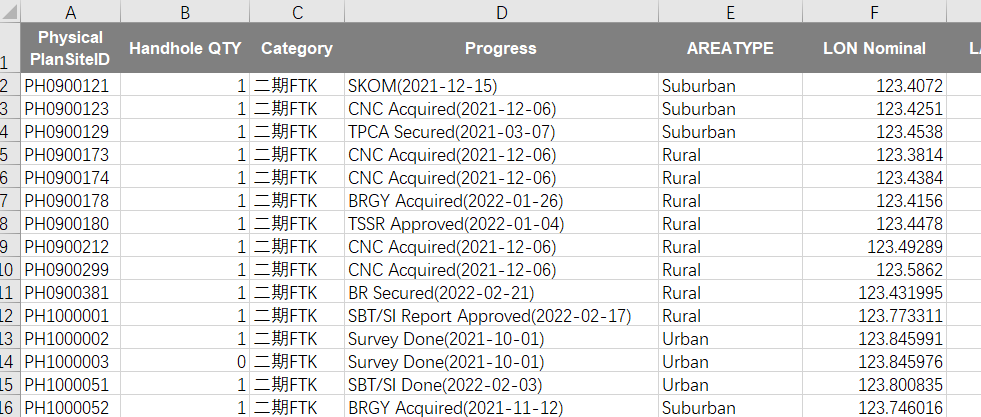 A B C D E F
1 Physical PlanSiteID Handhole QTY Category Progress AREATYPE LON Nominal
2 PH0900121 1 二期FTK SKOM(2021-12-15) Suburban 123.4072
3 PH0900123 1 二期FTK CNC Acquired(2021-12-06) Suburban 123.4251
4 PH0900129 1 二期FTK TPCA Secured(2021-03-07) Suburban 123.4538
5 PH0900173 1 二期FTK CNC Acquired(2021-12-06) Rural 123.3814
6 PH0900174 1 二期FTK CNC Acquired(2021-12-06) Rural 123.4384
7 PH0900178 1 二期FTK BRGY Acquired(2022-01-26) Rural 123.4156
8 PH0900180 1 二期FTK TSSR Approved(2022-01-04) Rural 123.4478
9 PH0900212 1 二期FTK CNC Acquired(2021-12-06) Rural 123.49289
10 PH0900299 1 二期FTK CNC Acquired(2021-12-06) Rural 123.5862
11 PH0900381 1 二期FTK BR Secured(2022-02-21) Rural 123.431995
12 PH1000001 1 二期FTK SBT/SI Report Approved(2022-02-17) Rural 123.773311
13 PH1000002 1 二期FTK Survey Done(2021-10-01) Urban 123.845991
14 PH1000003 0 二期FTK Survey Done(2021-10-01) Urban 123.845976
15 PH1000051 1 二期FTK SBT/SI Done(2022-02-03) Urban 123.800835
16 PH1000052 1 二期FTK BRGY Acquired(2021-11-12) Suburban 123.746016